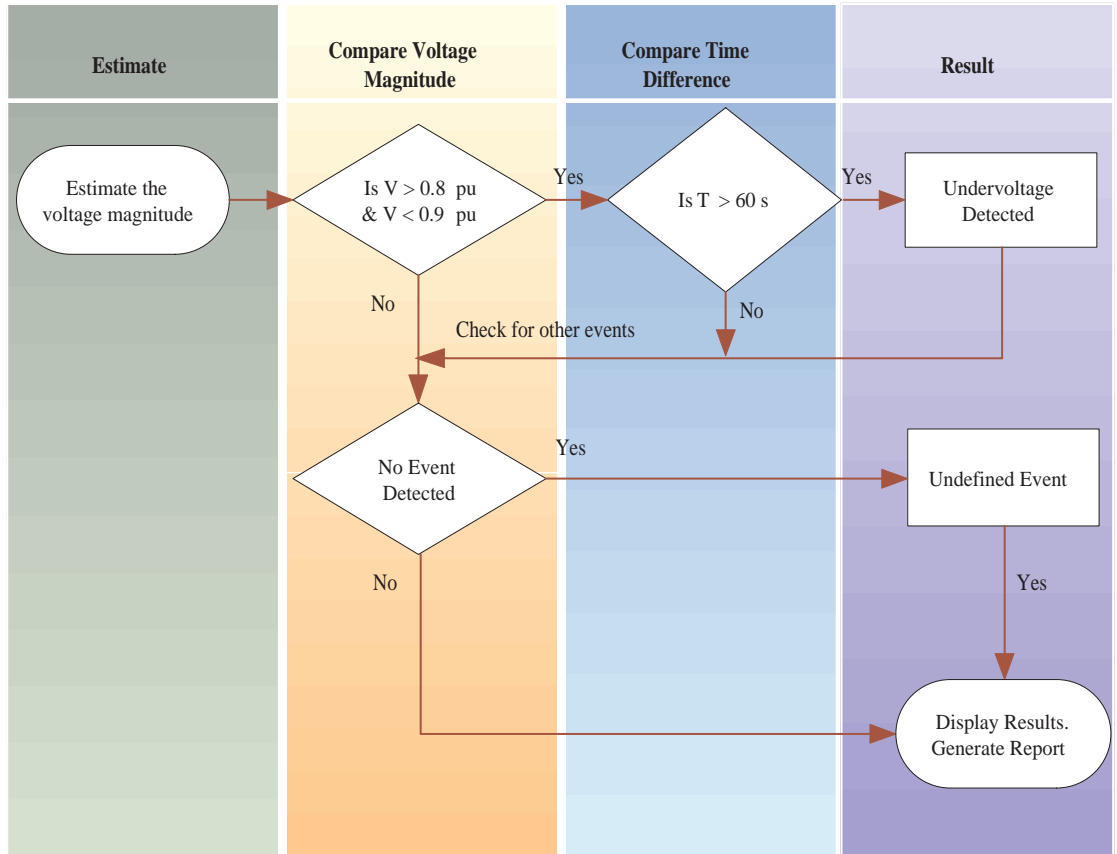 Estimate
Compare Voltage
Magnitude
Compare Time
Difference
Result
Estimate the
voltage magnitude
Is V > 0.8 pu
& V < 0.9 pu
Yes
Is T > 60 s
Yes
Undervoltage
Detected
No
No
Check for other events
No Event
Detected
Yes
Undefined Event
No
Yes
Display Results.
Generate Report